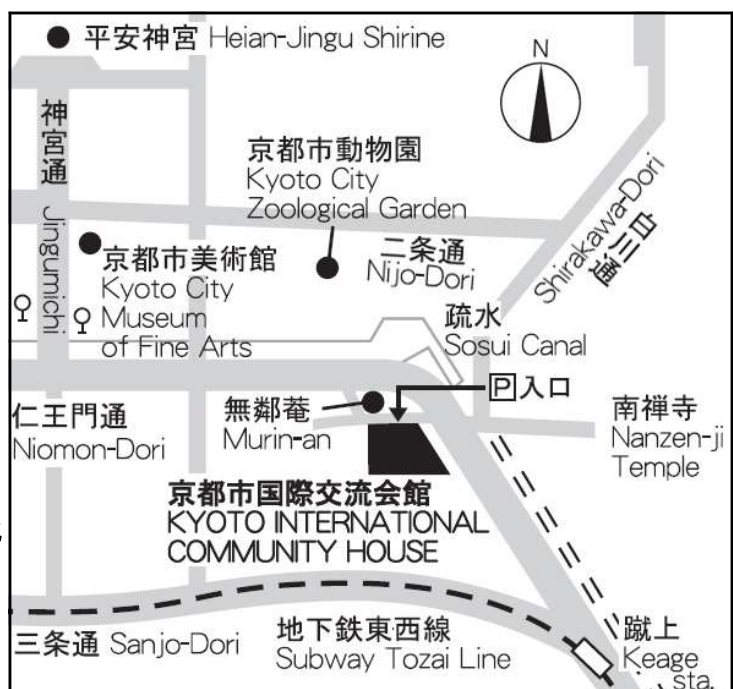 平安神宮 Heian-Jingu Shirine
N
神宮通 Jingumichi
京都市動物園
Kyoto City
Zoological Garden
京都市美術館
Kyoto City
Museum
of Fine Arts
二条通
Nijo-Dori
Shirakawa-Dori
白川通
疏水
Sosui Canal
P入口
仁王門通
Niomon-Dori
無鄰菴
Murin-an
南禅寺
Nanzen-ji
Temple
京都市国際交流会館
KYOTO INTERNATIONAL
COMMUNITY HOUSE
三条通 Sanjo-Dori
地下鉄東西線
Subway Tozai Line
蹴上
Keage
sta.